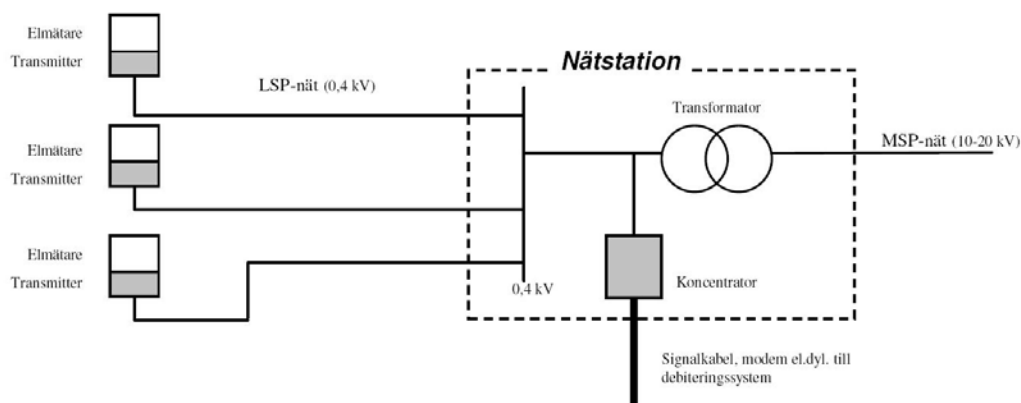 Elmätare
Transmitter
LSP-nät (0,4 kV)
Nätstation
Transformator
MSP-nät (10-20 kV)
Elmätare
Transmitter
Elmätare
Transmitter
0,4 kV
Koncentrator
Signalkabel, modem el.dyl. till
debiteringssystem